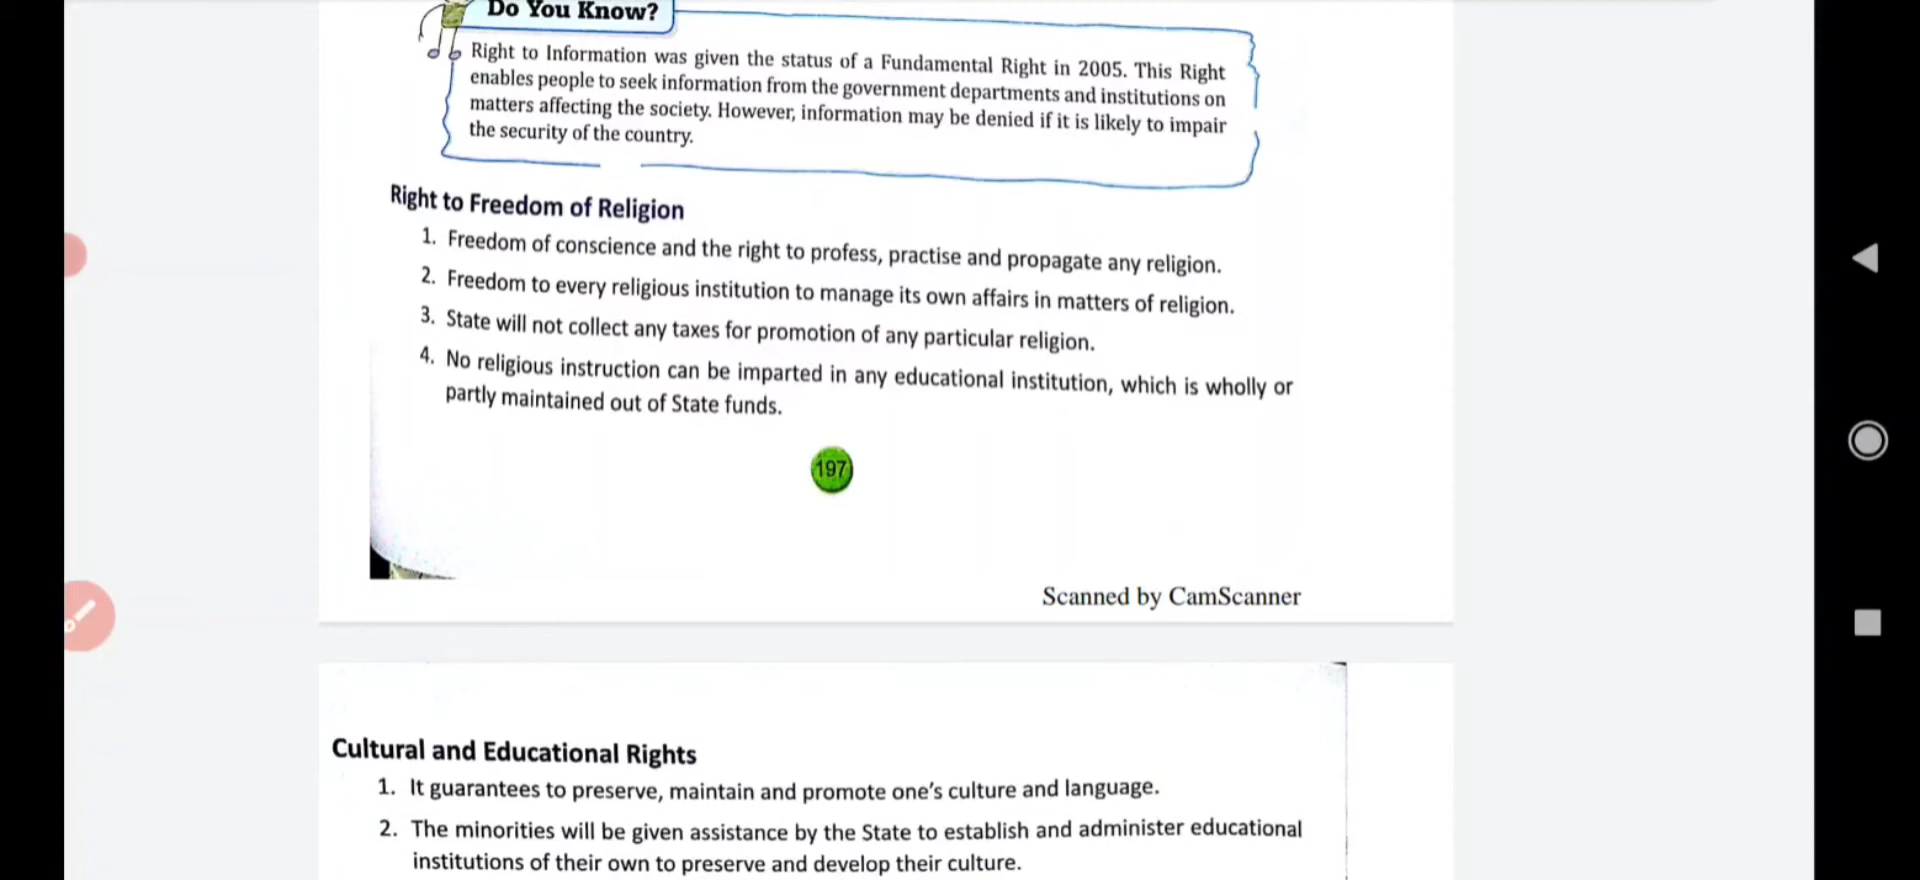 Do You Know?
Right to Information was given the status of a Fundamental Right in 2005. This Right
enables people to seek information from the government departments and institutions on
matters affecting the society. However, information may be denied if it is likely to impair
the security of the country.
Right to Freedom of Religion
1. Freedom of conscience and the right to profess, practise and propagate any religion.
2. Freedom to every religious institution to manage its own affairs in matters of religion.
3. State will not collect any taxes for promotion of any particular religion.
4. No religious instruction can be imparted in any educational institution, which is wholly or
partly maintained out of State funds.
197
Scanned by CamScanner
Cultural and Educational Rights
1. It guarantees to preserve, maintain and promote one’s culture and language.
2. The minorities will be given assistance by the State to establish and administer educational
institutions of their own to preserve and develop their culture.